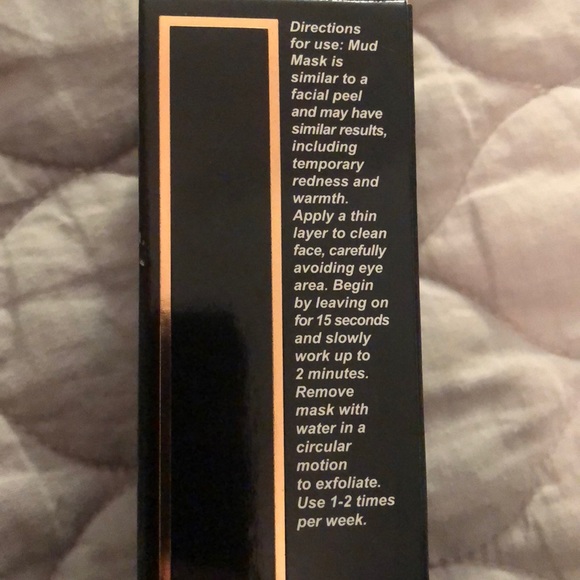 Directions
for use: Mud
Mask is
similar to a
facial peel
and may have
similar results,
including
temporary
redness and
warmth.
Apply a thin
layer to clean
face, carefully
avoiding eye
area. Begin
by leaving on
for 15 seconds
and slowly
work up to
2 minutes.
Remove
mask with
water in a
circular
motion
to exfoliate.
Use 1-2 times
per week.